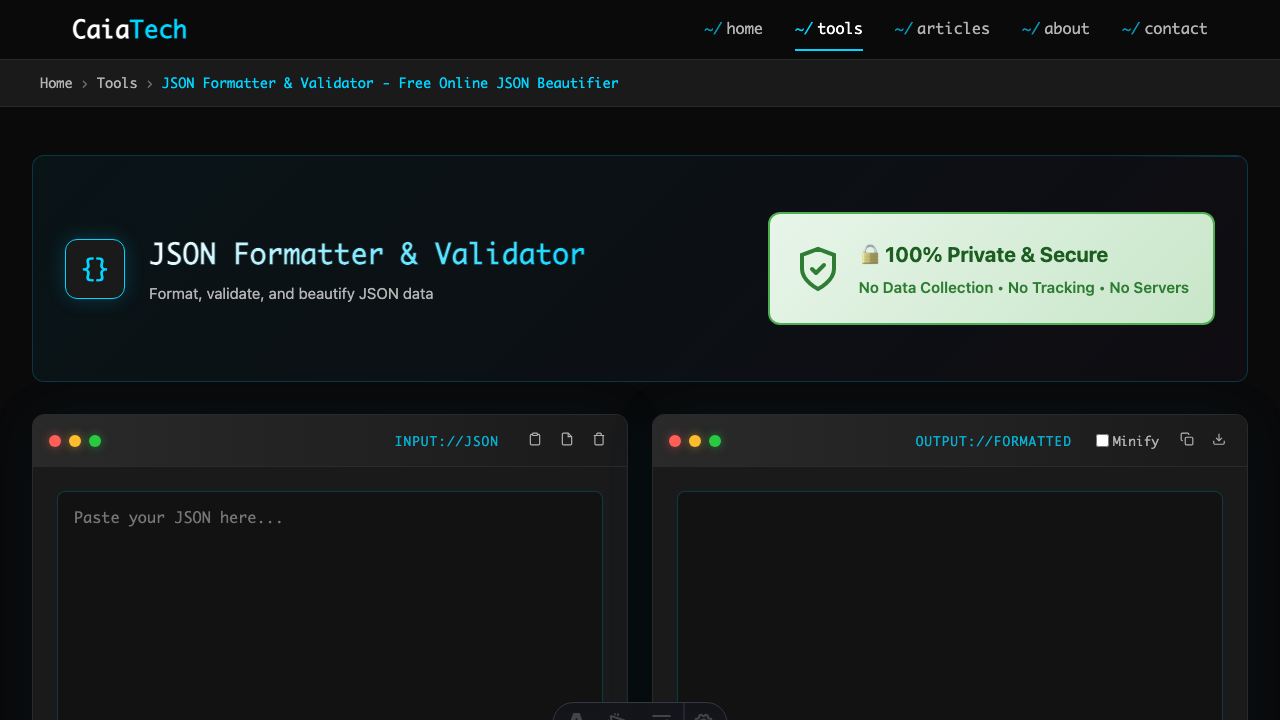 CaiaTech
~/ home ~/ tools ~/ articles ~/ about ~/ contact
Home › Tools › JSON Formatter & Validator - Free Online JSON Beautifier
{}
JSON Formatter & Validator
Format, validate, and beautify JSON data
🔒 100% Private & Secure
No Data Collection • No Tracking • No Servers
INPUT://JSON
Paste your JSON here...
OUTPUT://FORMATTED
Minify